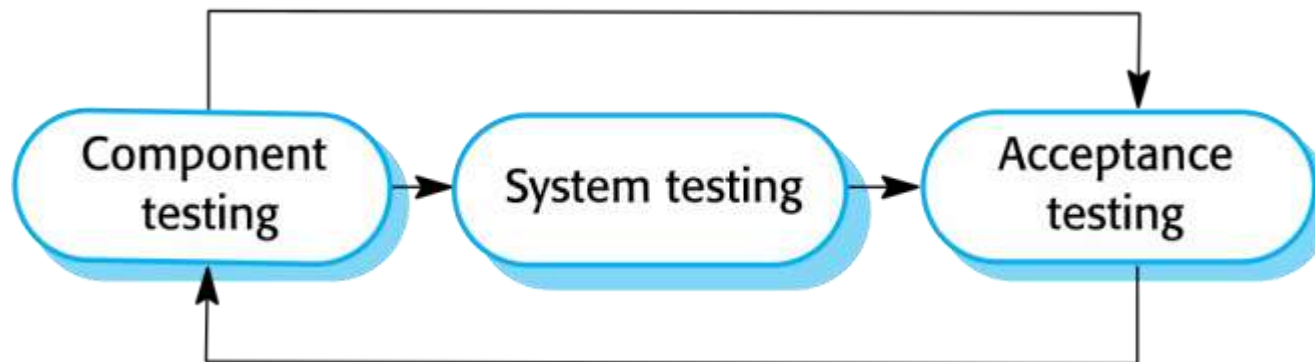 Component
testing
System testing
Acceptance
testing